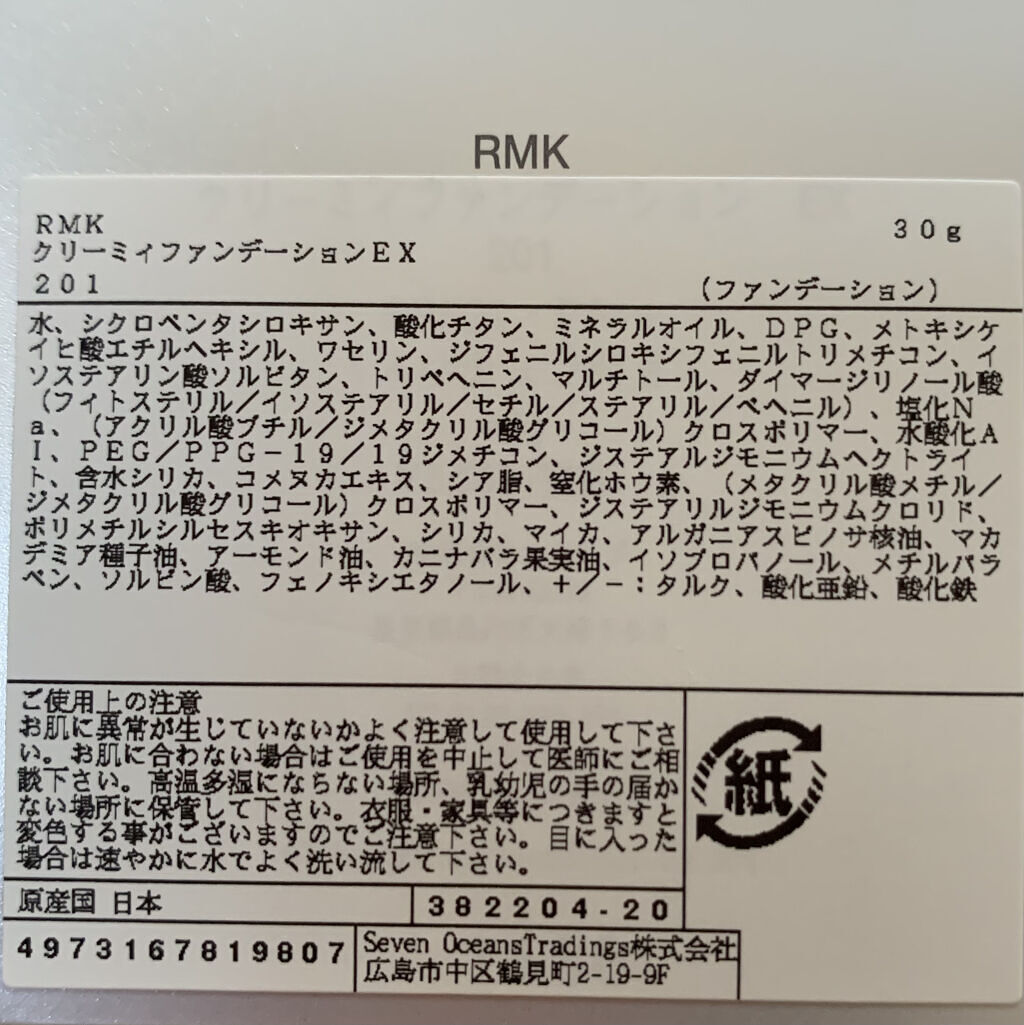 RMK
RMK
30g
クリーミィファンデーションEX
201
(ファンデーション)
水、シクロペンタシロキサン、酸化チタン、ミネラルオイル、DPG、メトキシケ
イヒ酸エチルヘキシル、ワセリン、ジフェニルシロキシフェニルトリメチコン、イ
ソステアリン酸ソルビタン、トリベヘニン、マルチトール、ダイマージリノール酸
(フィトステリル/イソステアリル/セチル/ステアリル/ベヘニル)、塩化N
a、(アクリル酸ブチル/ジメタクリル酸グリコール)クロスポリマー、水酸化A
I、PEG/PPG-19/19ジメチコン、ジステアルジモニウムヘクトライ
ト、含水シリカ、コメヌカエキス、シア脂、窒化ホウ素、(メタクリル酸メチル/
ジメタクリル酸グリコール)クロスポリマー、ジステアリルジモニウムクロリド、
ポリメチルシルセスキオキサン、シリカ、マイカ、アルガニアスピノサ核油、マカ
デミア種子油、アーモンド油、カニナバラ果実油、イソプロパノール、メチルパラ
ベン、ソルビン酸、フェノキシエタノール、+/-:タルク、酸化亜鉛、酸化鉄
ご使用上の注意
お肌に異常が生じていないかよく注意して使用して下さ
い。お肌に合わない場合はご使用を中止して医師にご相
談下さい。高温多湿にならない場所、乳幼児の手の届か
ない場所に保管して下さい。衣服・家具等につきますと
変色する事がございますのでご注意下さい。目に入った
場合は速やかに水でよく洗い流して下さい。
紙
原産国 日本
382204-20
4973167819807
Seven OceansTradings株式会社
広島市中区鶴見町2-19-9F